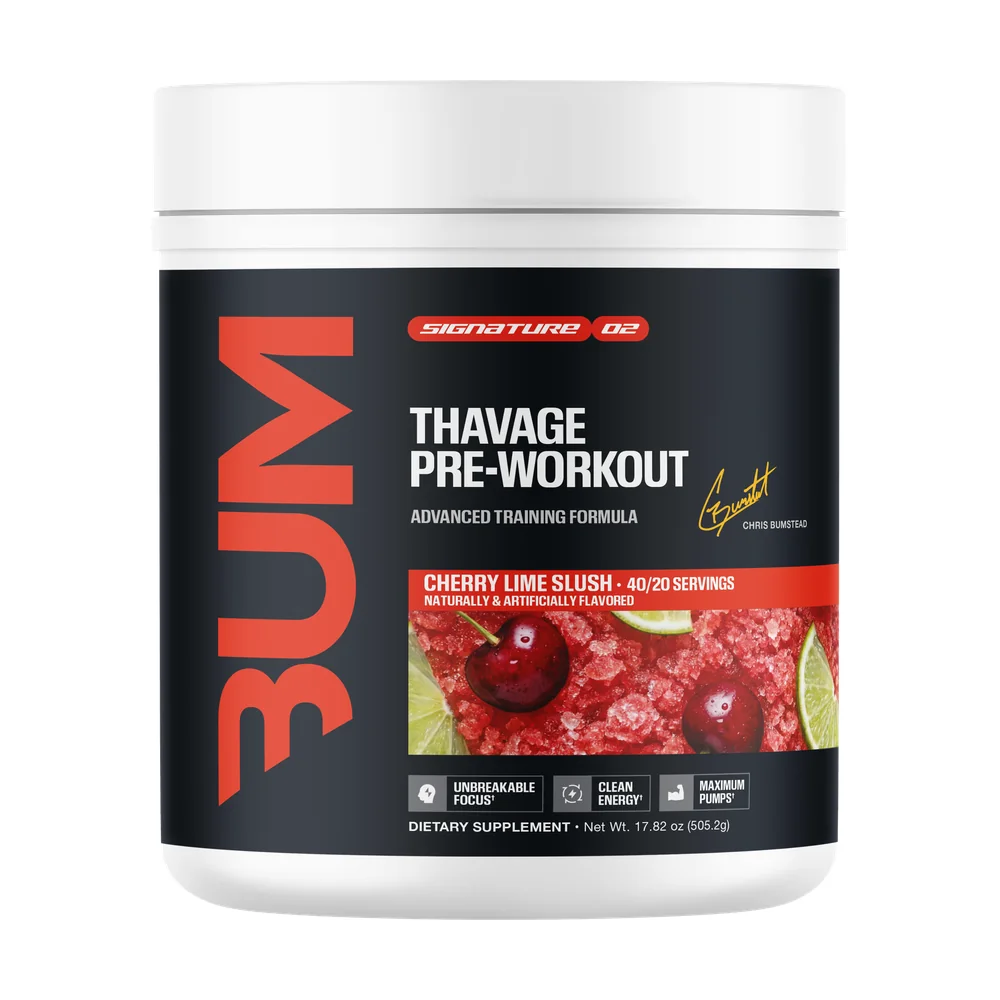 BUM
SIGNATURE 02
THAVAGE
PRE-WORKOUT
ADVANCED TRAINING FORMULA
CHRIS BUMSTEAD
CHERRY LIME SLUSH · 40/20 SERVINGS
NATURALLY & ARTIFICIALLY FLAVORED
UNBREAKABLE
FOCUS†
CLEAN
ENERGY†
MAXIMUM
PUMPS†
DIETARY SUPPLEMENT · Net Wt. 17.82 oz (505.2g)